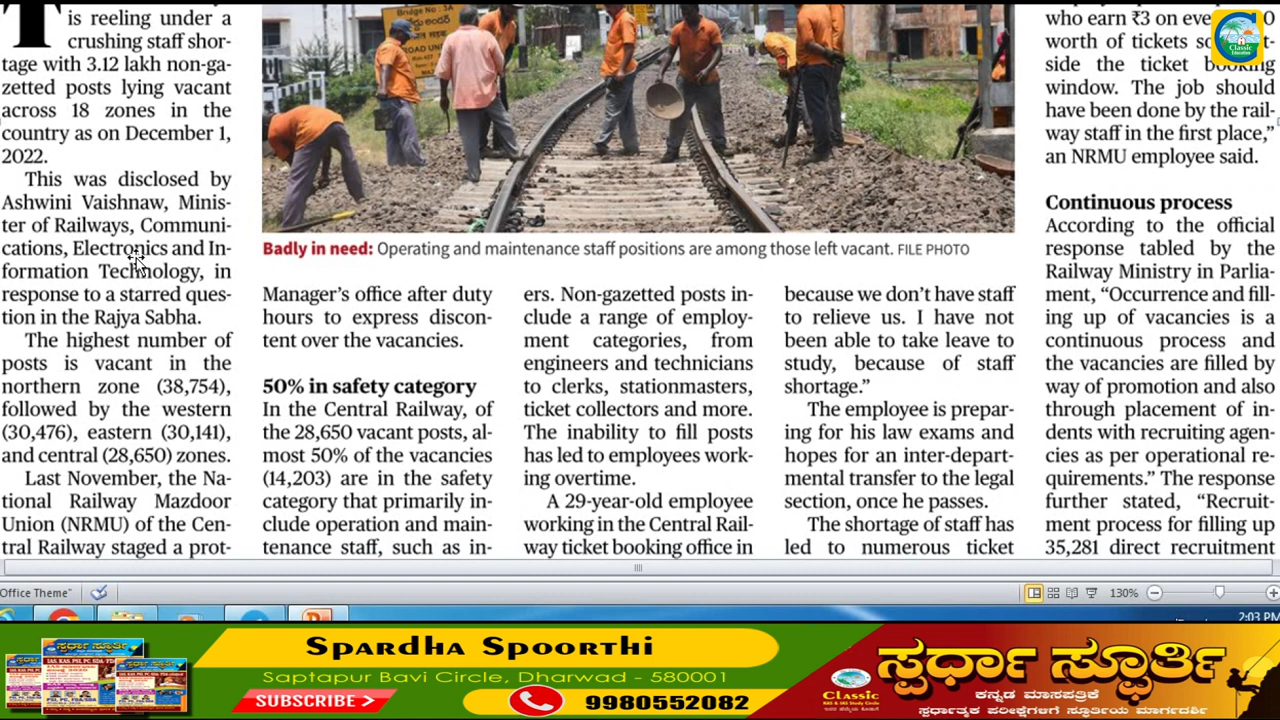 T
is reeling under a
crushing staff shor-
tage with 3.12 lakh non-ga-
zetted posts lying vacant
across 18 zones in the
country as on December 1,
2022.
This was disclosed by
Ashwini Vaishnaw, Minis-
ter of Railways, Communi-
cations, Electronics and In-
formation Technology, in
response to a starred ques-
tion in the Rajya Sabha.
The highest number of
posts is vacant in the
northern zone (38,754),
followed by the western
(30,476), eastern (30,141),
and central (28,650) zones.
Last November, the Na-
tional Railway Mazdoor
Union (NRMU) of the Cen-
tral Railway staged a prot-
Bridge No. 3A
ROAD U
Badly in need: Operating and maintenance staff positions are among those left vacant. FILE PHOTO
Manager's office after duty
hours to express discon-
tent over the vacancies.
50% in safety category
In the Central Railway, of
the 28,650 vacant posts, al-
most 50% of the vacancies
(14,203) are in the safety
category that primarily in-
clude operation and main-
tenance staff, such as in-
ers. Non-gazetted posts in-
clude a range of employ-
ment categories, from
engineers and technicians
to clerks, stationmasters,
ticket collectors and more.
The inability to fill posts
has led to employees work-
ing overtime.
A 29-year-old employee
working in the Central Rail-
way ticket booking office in
because we don't have staff
to relieve us. I have not
been able to take leave to
study, because of staff
shortage."
The employee is prepar-
ing for his law exams and
hopes for an inter-depart-
mental transfer to the legal
section, once he passes.
The shortage of staff has
led to numerous ticket
who earn ₹3 on eve
worth of tickets so
side the ticket booking
window. The job should
have been done by the rail-
way staff in the first place,"
an NRMU employee said.
Continuous process
According to the official
response tabled by the
Railway Ministry in Parlia-
ment, "Occurrence and fill-
ing up of vacancies is a
continuous process and
the vacancies are filled by
way of promotion and also
through placement of in-
dents with recruiting agen-
cies as per operational re-
quirements." The response
further stated, "Recruit-
ment process for filling up
35,281 direct recruitment
Classic
Education
Office Theme"
130%
2:03 PM
Spardha Spoorthi
Saptapur Bavi Circle, Dharwad - 580001
SUBSCRIBE
9980552082
Classic
KAS & IAS Study Circle
ಸ್ಪರ್ಧಾ ಸ್ಫೂರ್ತಿ
ಕನ್ನಡ ಮಾಸಪತ್ರಿಕೆ
ಸ್ಪರ್ಧಾತ್ಮಕ ಪರೀಕ್ಷೆಗಳಿಗೆ ಸ್ಫೂರ್ತಿಯ ಮಾರ್ಗದರ್ಶಿ